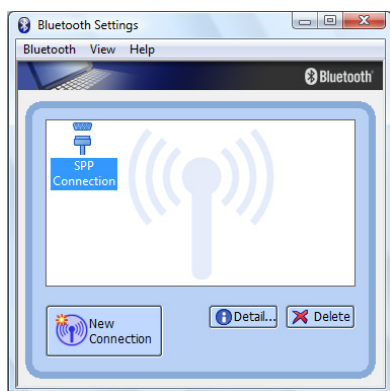 Bluetooth Settings
Bluetooth View Help
Bluetooth
SPP
Connection
New
Connection
Detail...
Delete